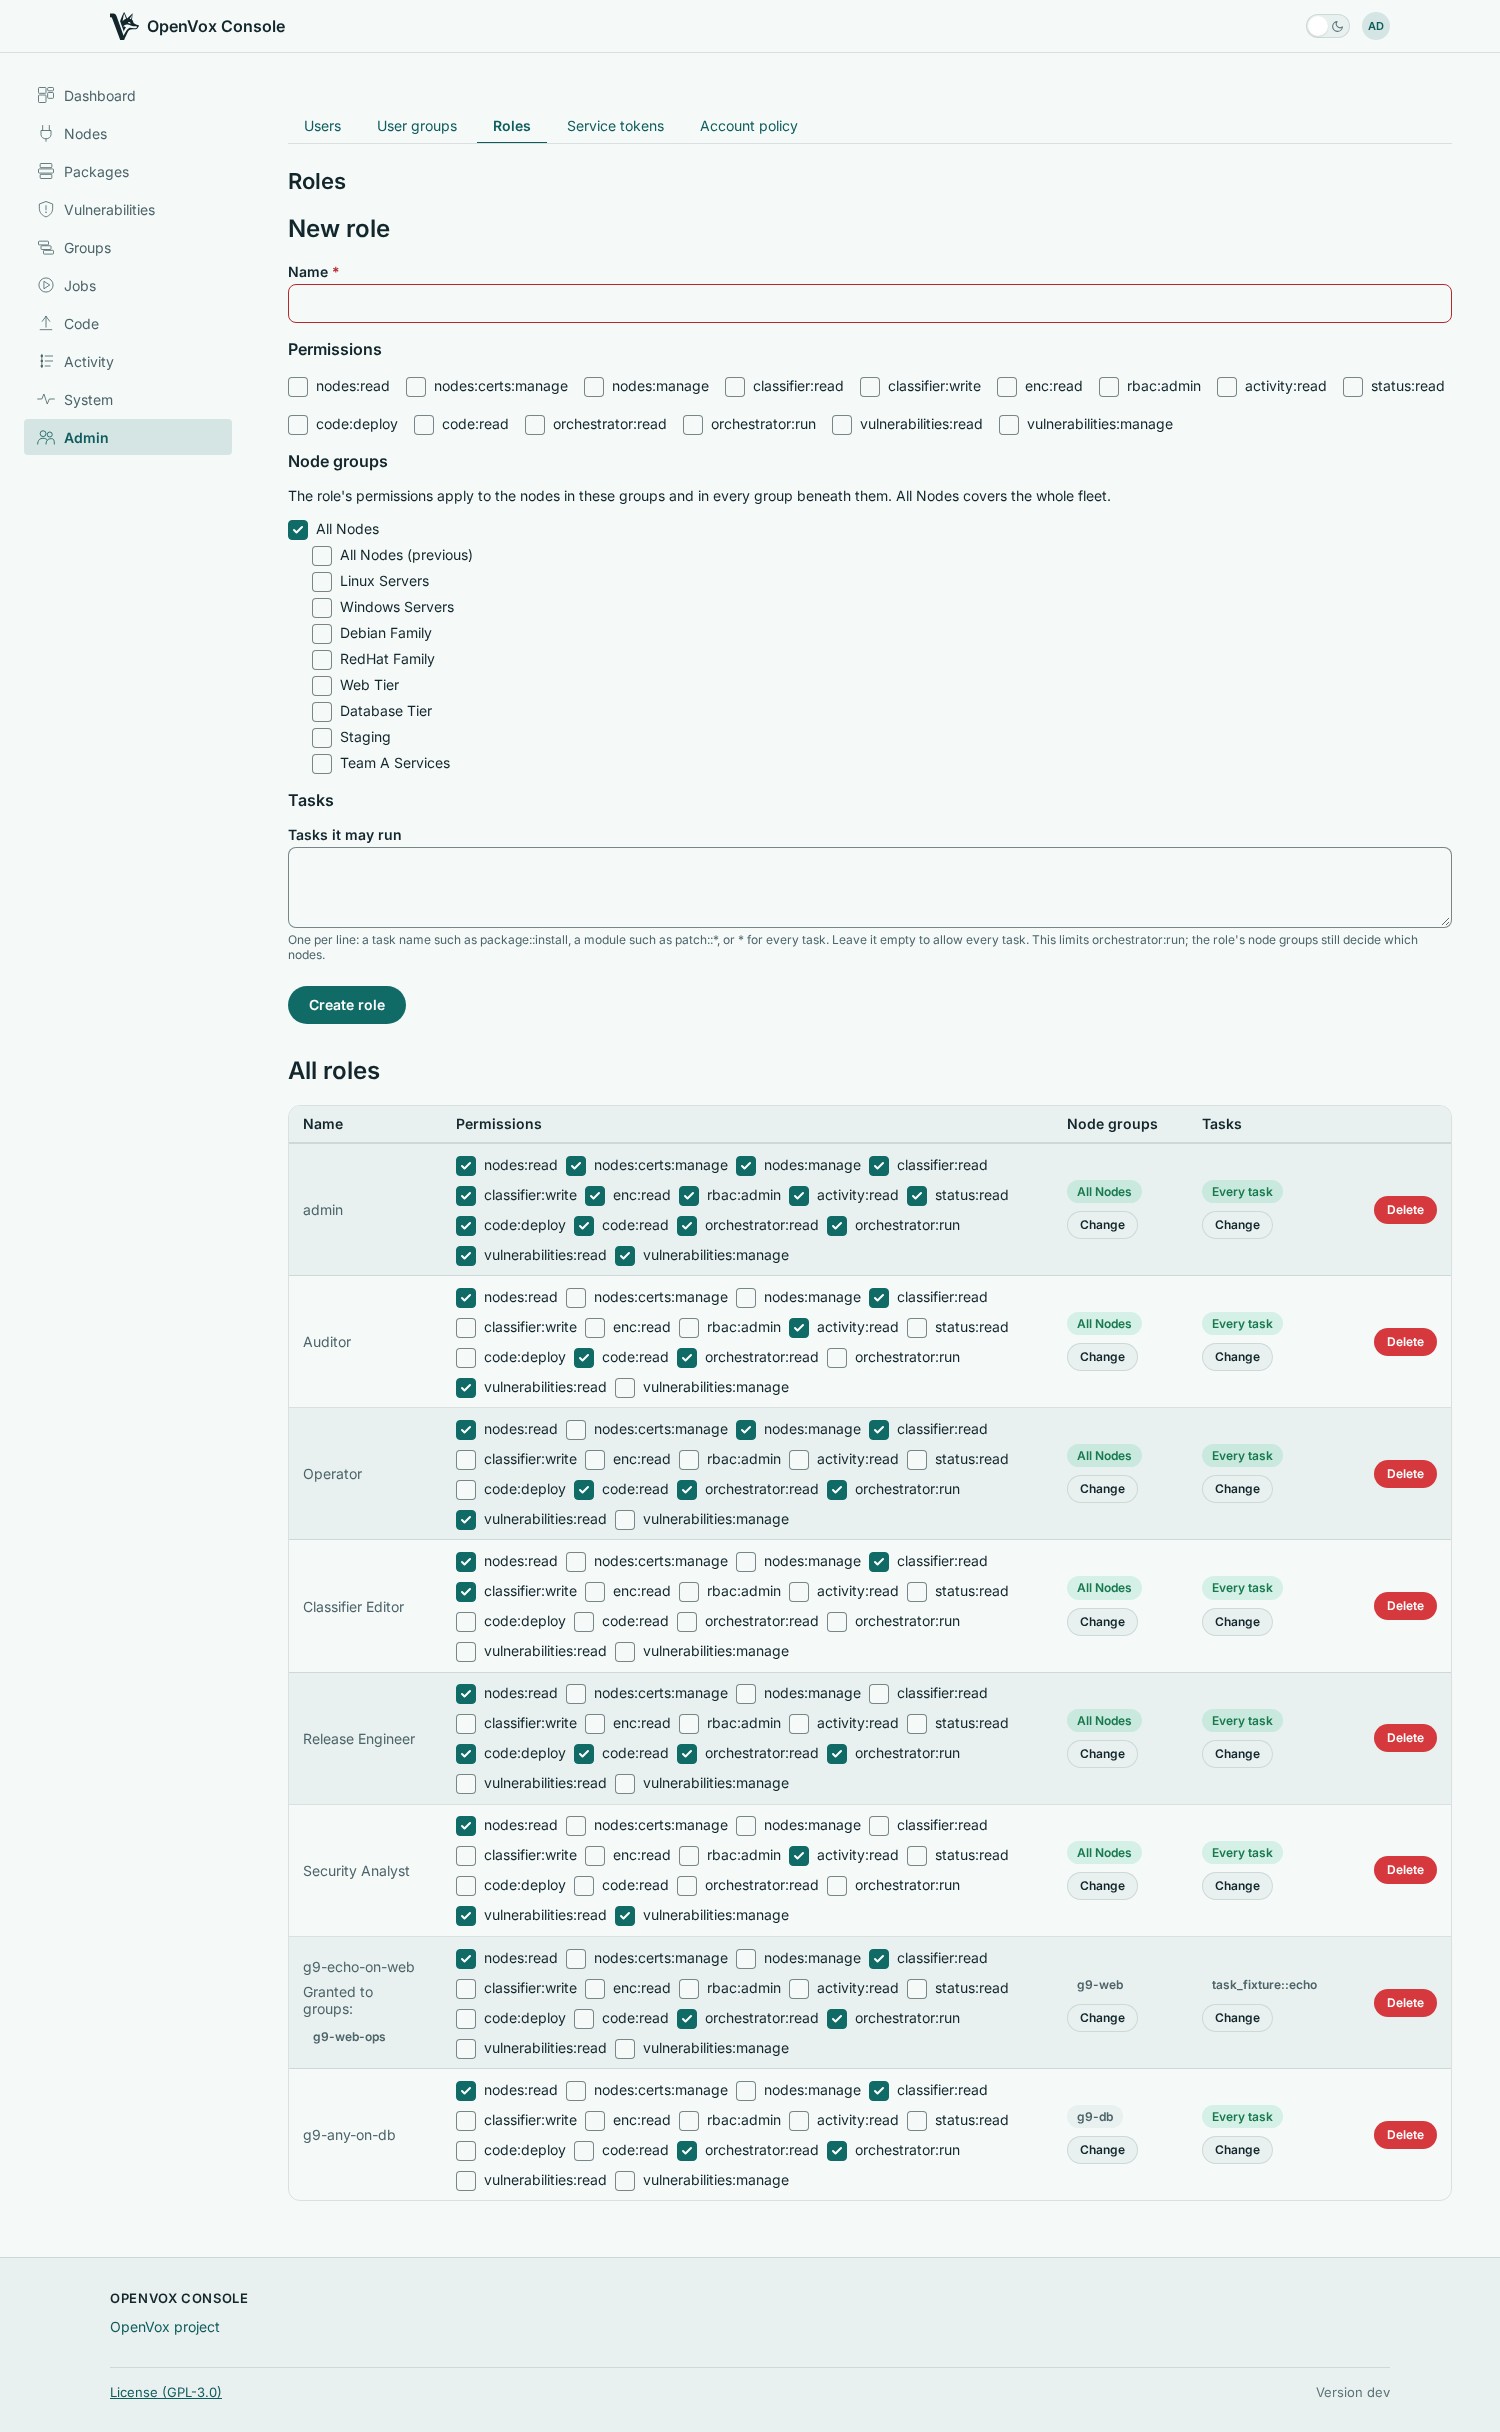 OpenVox Console
AD
Dashboard
Nodes
Packages
Vulnerabilities
Groups
Jobs
Code
Activity
System
Admin
Users User groups Roles Service tokens Account policy
Roles
New role
Name *
Permissions
nodes:read nodes:certs:manage nodes:manage classifier:read classifier:write enc:read rbac:admin activity:read status:read
code:deploy code:read orchestrator:read orchestrator:run vulnerabilities:read vulnerabilities:manage
Node groups
The role's permissions apply to the nodes in these groups and in every group beneath them. All Nodes covers the whole fleet.
All Nodes
All Nodes (previous)
Linux Servers
Windows Servers
Debian Family
RedHat Family
Web Tier
Database Tier
Staging
Team A Services
Tasks
Tasks it may run
One per line: a task name such as package::install, a module such as patch::*, or * for every task. Leave it empty to allow every task. This limits orchestrator:run; the role's node groups still decide which
nodes.
Create role
All roles
Name Permissions Node groups Tasks
admin
nodes:read nodes:certs:manage nodes:manage classifier:read
classifier:write enc:read rbac:admin activity:read status:read
code:deploy code:read orchestrator:read orchestrator:run
vulnerabilities:read vulnerabilities:manage
All Nodes
Change
Every task
Change
Delete
Auditor
nodes:read nodes:certs:manage nodes:manage classifier:read
classifier:write enc:read rbac:admin activity:read status:read
code:deploy code:read orchestrator:read orchestrator:run
vulnerabilities:read vulnerabilities:manage
All Nodes
Change
Every task
Change
Delete
Operator
nodes:read nodes:certs:manage nodes:manage classifier:read
classifier:write enc:read rbac:admin activity:read status:read
code:deploy code:read orchestrator:read orchestrator:run
vulnerabilities:read vulnerabilities:manage
All Nodes
Change
Every task
Change
Delete
Classifier Editor
nodes:read nodes:certs:manage nodes:manage classifier:read
classifier:write enc:read rbac:admin activity:read status:read
code:deploy code:read orchestrator:read orchestrator:run
vulnerabilities:read vulnerabilities:manage
All Nodes
Change
Every task
Change
Delete
Release Engineer
nodes:read nodes:certs:manage nodes:manage classifier:read
classifier:write enc:read rbac:admin activity:read status:read
code:deploy code:read orchestrator:read orchestrator:run
vulnerabilities:read vulnerabilities:manage
All Nodes
Change
Every task
Change
Delete
Security Analyst
nodes:read nodes:certs:manage nodes:manage classifier:read
classifier:write enc:read rbac:admin activity:read status:read
code:deploy code:read orchestrator:read orchestrator:run
vulnerabilities:read vulnerabilities:manage
All Nodes
Change
Every task
Change
Delete
g9-echo-on-web
Granted to
groups:
g9-web-ops
nodes:read nodes:certs:manage nodes:manage classifier:read
classifier:write enc:read rbac:admin activity:read status:read
code:deploy code:read orchestrator:read orchestrator:run
vulnerabilities:read vulnerabilities:manage
g9-web
Change
task_fixture::echo
Change
Delete
g9-any-on-db
nodes:read nodes:certs:manage nodes:manage classifier:read
classifier:write enc:read rbac:admin activity:read status:read
code:deploy code:read orchestrator:read orchestrator:run
vulnerabilities:read vulnerabilities:manage
g9-db
Change
Every task
Change
Delete
OPENVOX CONSOLE
OpenVox project
License (GPL-3.0)
Version dev